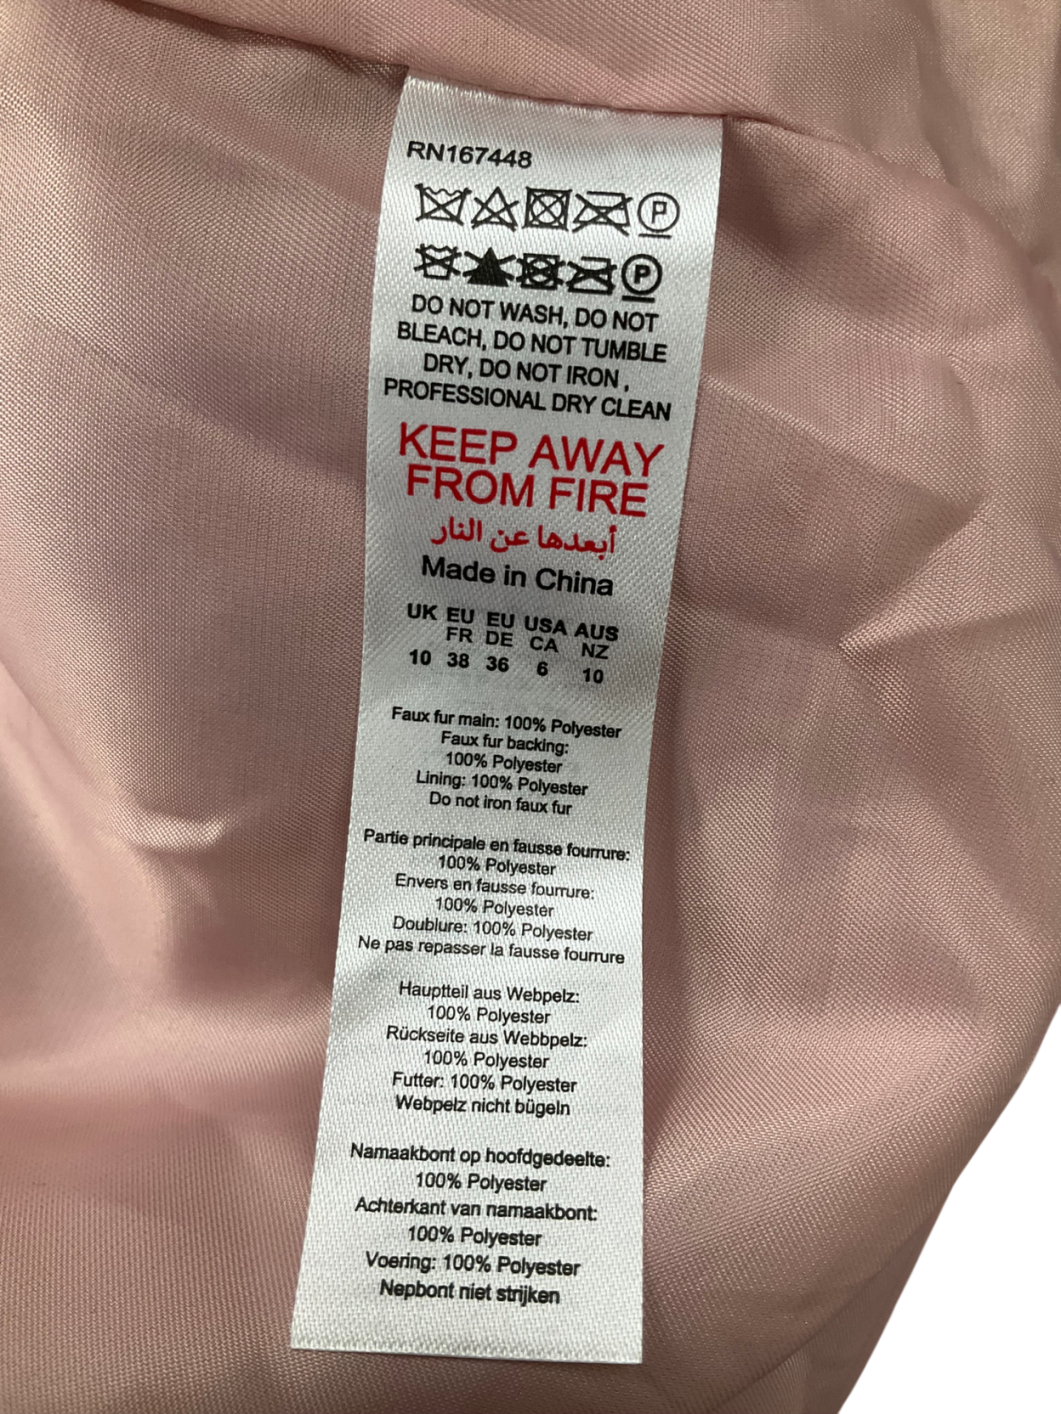 RN167448
P
P
DO NOT WASH, DO NOT
BLEACH, DO NOT TUMBLE
DRY, DO NOT IRON ,
PROFESSIONAL DRY CLEAN
KEEP AWAY
FROM FIRE
أبعدها عن النار
Made in China
UK EU EU USA AUS
FR DE CA NZ
10 38 36 6 10
Faux fur main: 100% Polyester
Faux fur backing:
100% Polyester
Lining: 100% Polyester
Do not iron faux fur
Partie principale en fausse fourrure:
100% Polyester
Envers en fausse fourrure:
100% Polyester
Doublure: 100% Polyester
Ne pas repasser la fausse fourrure
Hauptteil aus Webpelz:
100% Polyester
Rückseite aus Webbpelz:
100% Polyester
Futter: 100% Polyester
Webpelz nicht bügeln
Namaakbont op hoofdgedeelte:
100% Polyester
Achterkant van namaakbont:
100% Polyester
Voering: 100% Polyester
Nepbont niet strijken